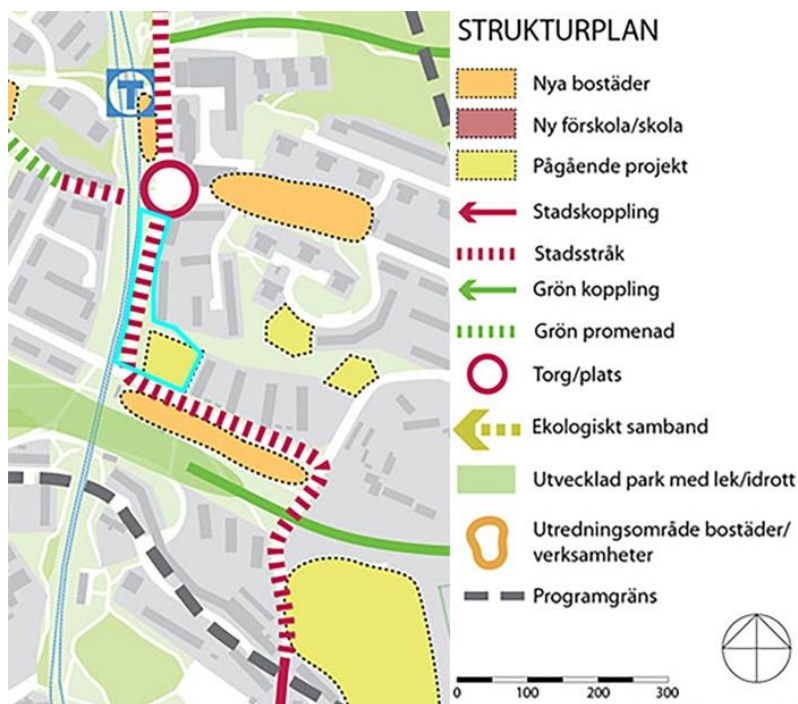 T
STRUKTURPLAN
Nya bostäder
Ny förskola/skola
Pågående projekt
Stadskoppling
Stadsstråk
Grön koppling
Grön promenad
Torg/plats
Ekologiskt samband
Utvecklad park med lek/idrott
Utredningsområde bostäder/
verksamheter
Programgräns
0 100 200 300